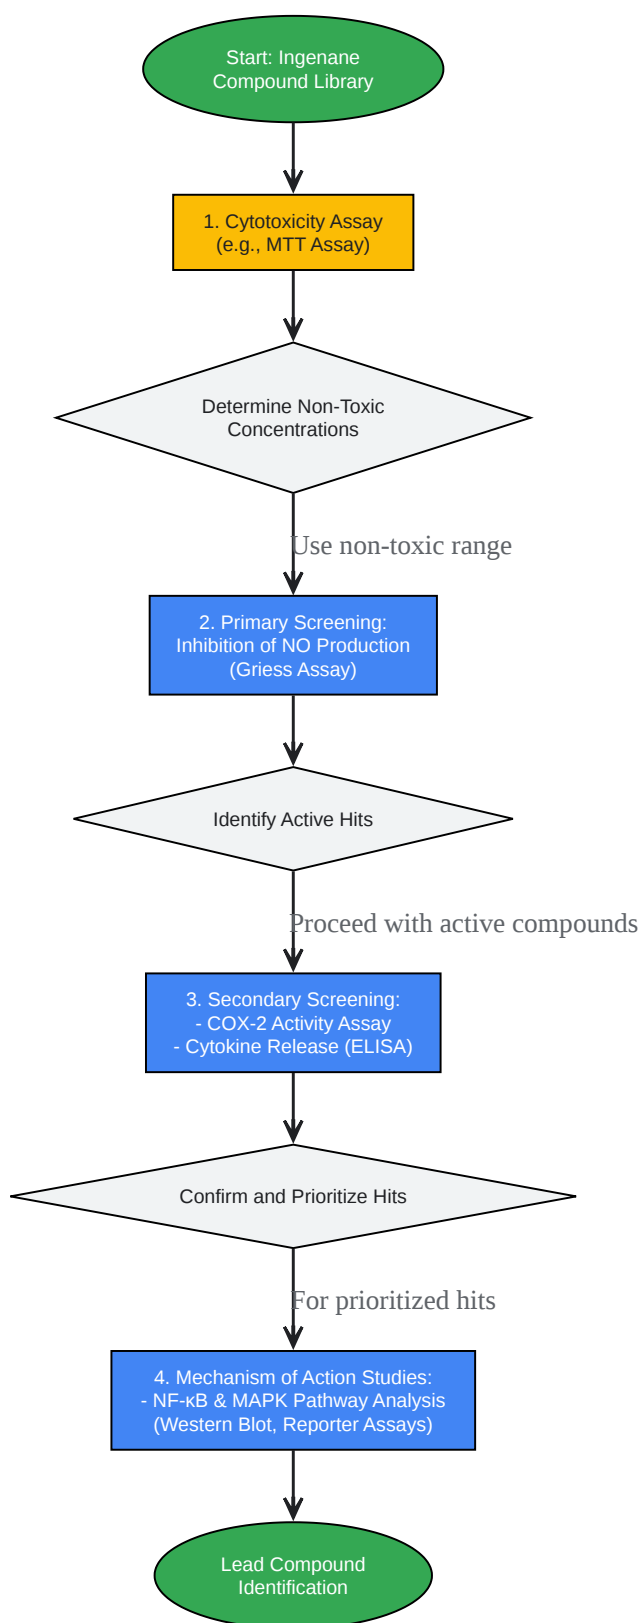 Start: Ingenane
Compound Library
1. Cytotoxicity Assay
(e.g., MTT Assay)
Determine Non-Toxic
Concentrations
Use non-toxic range
2. Primary Screening:
Inhibition of NO Production
(Griess Assay)
Identify Active Hits
Proceed with active compounds
3. Secondary Screening:
- COX-2 Activity Assay
- Cytokine Release (ELISA)
Confirm and Prioritize Hits
For prioritized hits
4. Mechanism of Action Studies:
- NF-κB & MAPK Pathway Analysis
(Western Blot, Reporter Assays)
Lead Compound
Identification